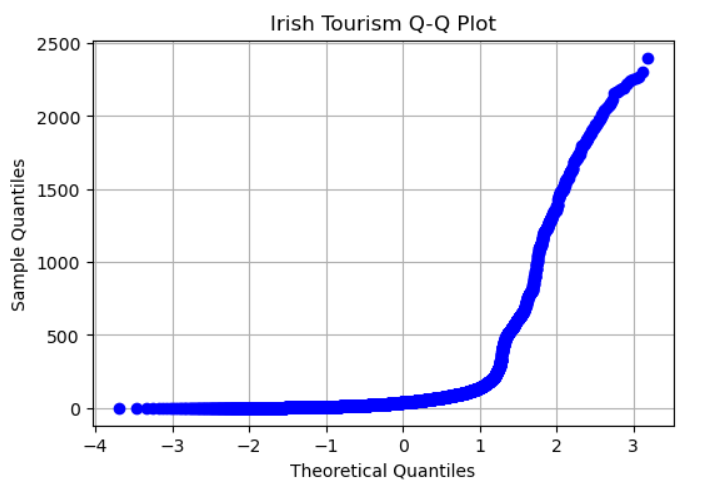 Irish Tourism Q-Q Plot
2500
2000
1500
1000
500
0
Sample Quantiles
−4 −3 −2 −1 0 1 2 3
Theoretical Quantiles